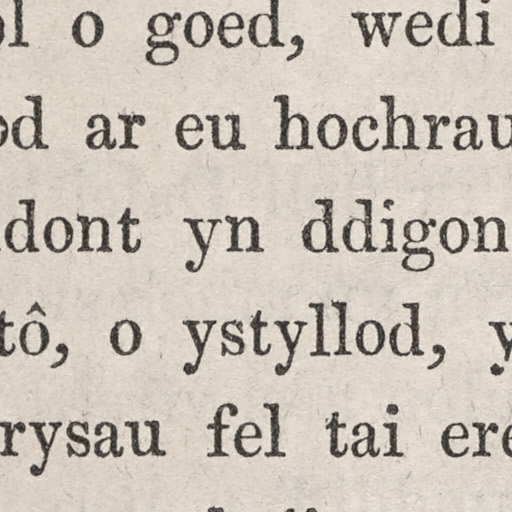 ol o goed, wedi
od ar eu hochrau
dont yn ddigon
tô, o ystyllod, y
rysau fel tai ere